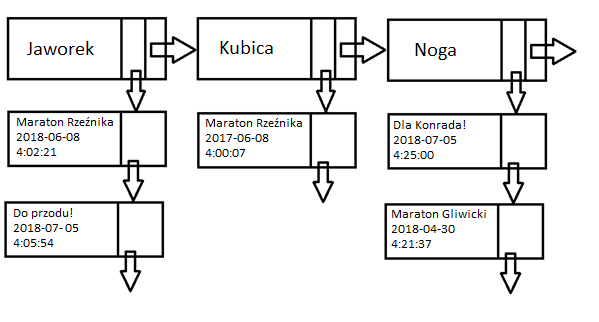 Jaworek
Kubica
Noga
Maraton Rzeźnika
2018-06-08
4:02:21
Maraton Rzeźnika
2017-06-08
4:00:07
Dla Konrada!
2018-07-05
4:25:00
Do przodu!
2018-07-05
4:05:54
Maraton Gliwicki
2018-04-30
4:21:37